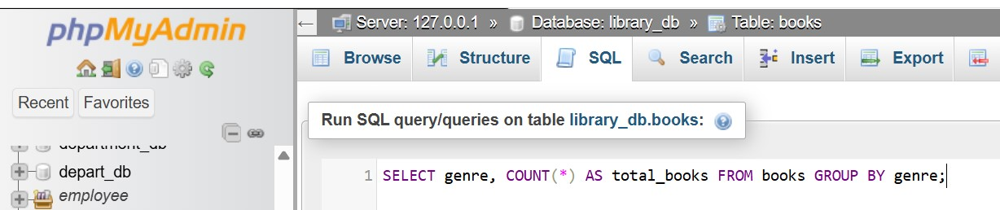 phpMyAdmin
Recent Favorites
department_db
depart_db
employee
Server: 127.0.0.1 » Database: library_db » Table: books
Browse Structure SQL Search Insert Export
Run SQL query/queries on table library_db.books:
1 SELECT genre, COUNT(*) AS total_books FROM books GROUP BY genre;